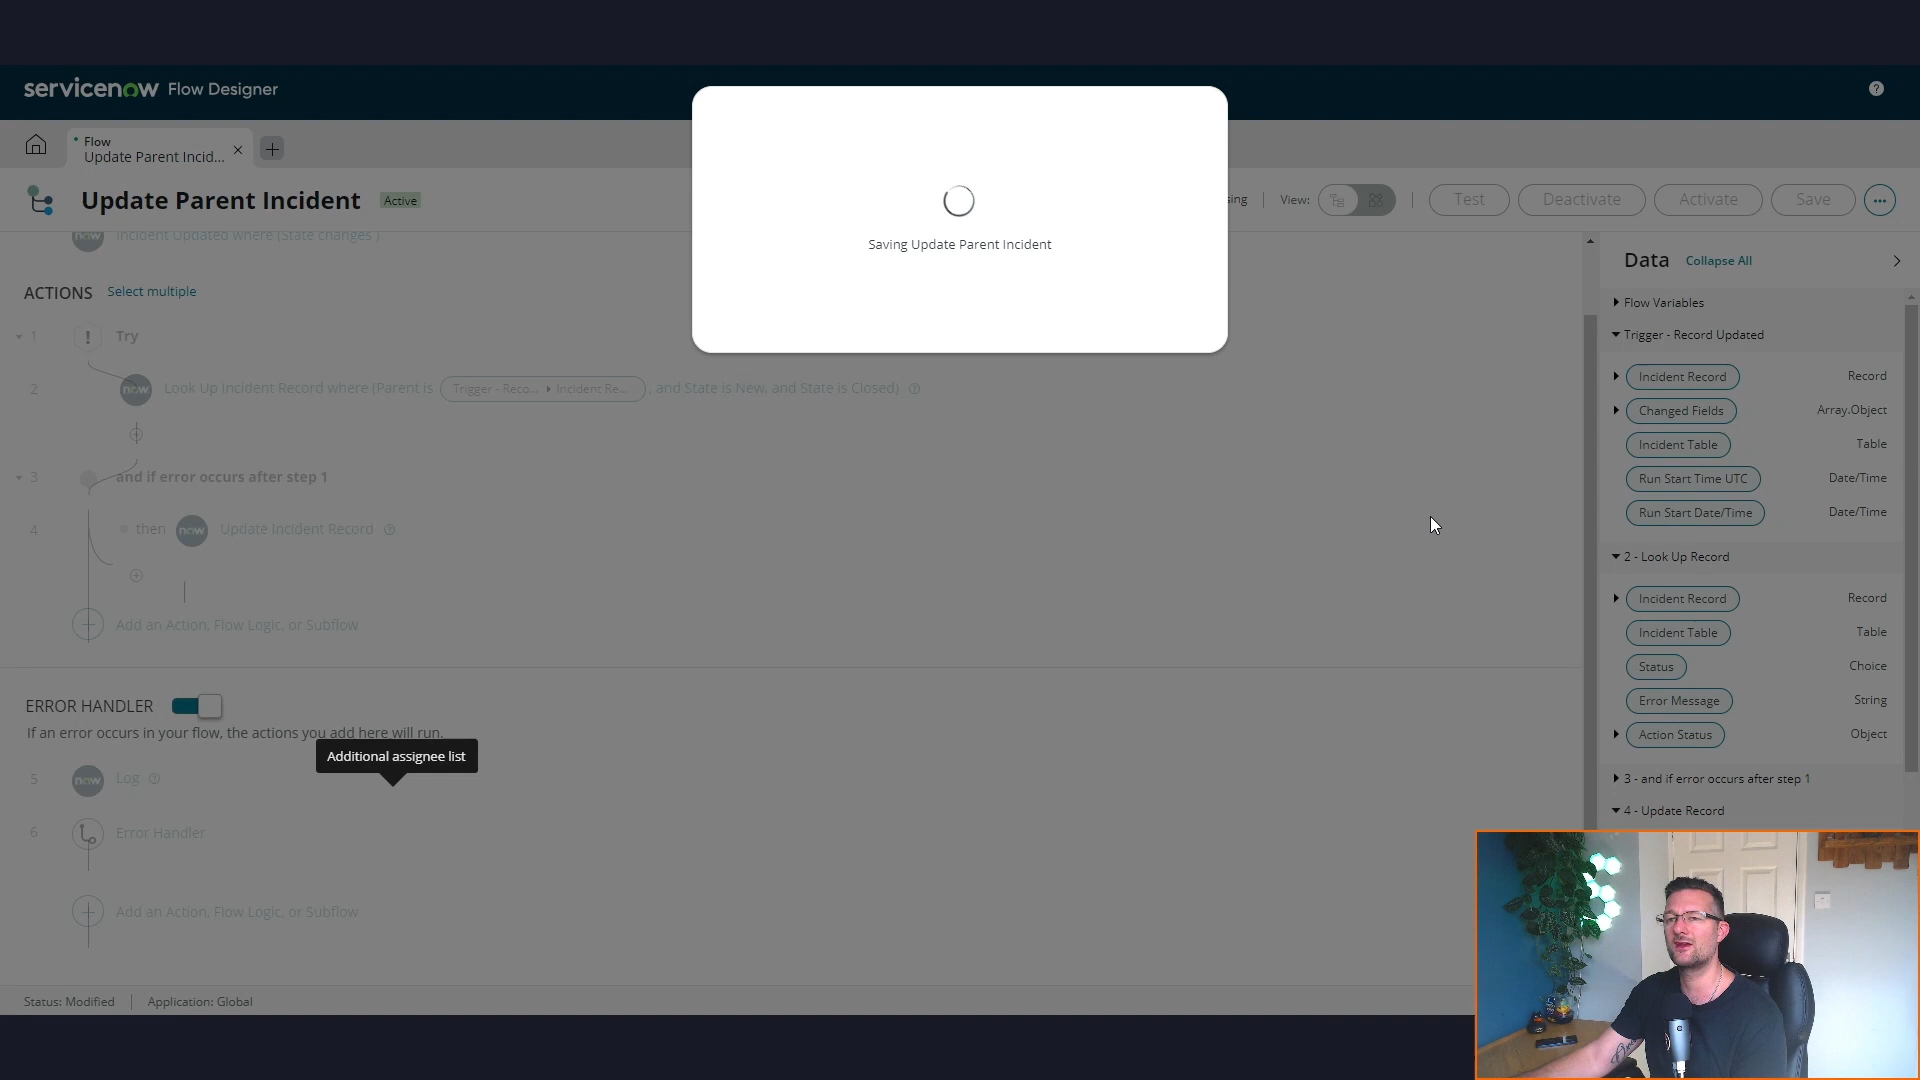 servicenow Flow Designer
?
Flow
Update Parent Incid...
Update Parent Incident
Active
View:
Test
Deactivate
Activate
Save
Saving Update Parent Incident
now Incident Updated where (State changes )
ACTIONS Select multiple
1 ! Try
2 now Look Up Incident Record where (Parent is Trigger - Reco... Incident Re... , and State is New, and State is Closed) ?
3 and if error occurs after step 1
4 then now Update Incident Record ?
Add an Action, Flow Logic, or Subflow
ERROR HANDLER
If an error occurs in your flow, the actions you add here will run.
Additional assignee list
5 now Log ?
6 Error Handler
Add an Action, Flow Logic, or Subflow
Status: Modified
Application: Global
Data Collapse All
Flow Variables
Trigger - Record Updated
Incident Record Record
Changed Fields Array.Object
Incident Table Table
Run Start Time UTC Date/Time
Run Start Date/Time Date/Time
2 - Look Up Record
Incident Record Record
Incident Table Table
Status Choice
Error Message String
Action Status Object
3 - and if error occurs after step 1
4 - Update Record